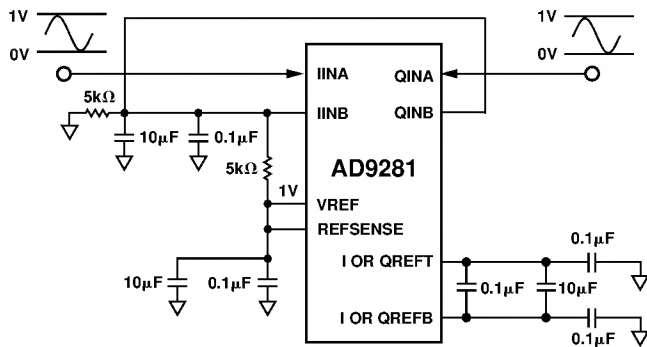 1V
0V
1V
0V
IINA
QINA
5kΩ
IINB
QINB
10µF
0.1µF
5kΩ
AD9281
1V
VREF
REFSENSE
0.1µF
I OR QREFT
10µF
0.1µF
0.1µF
10µF
I OR QREFB
0.1µF